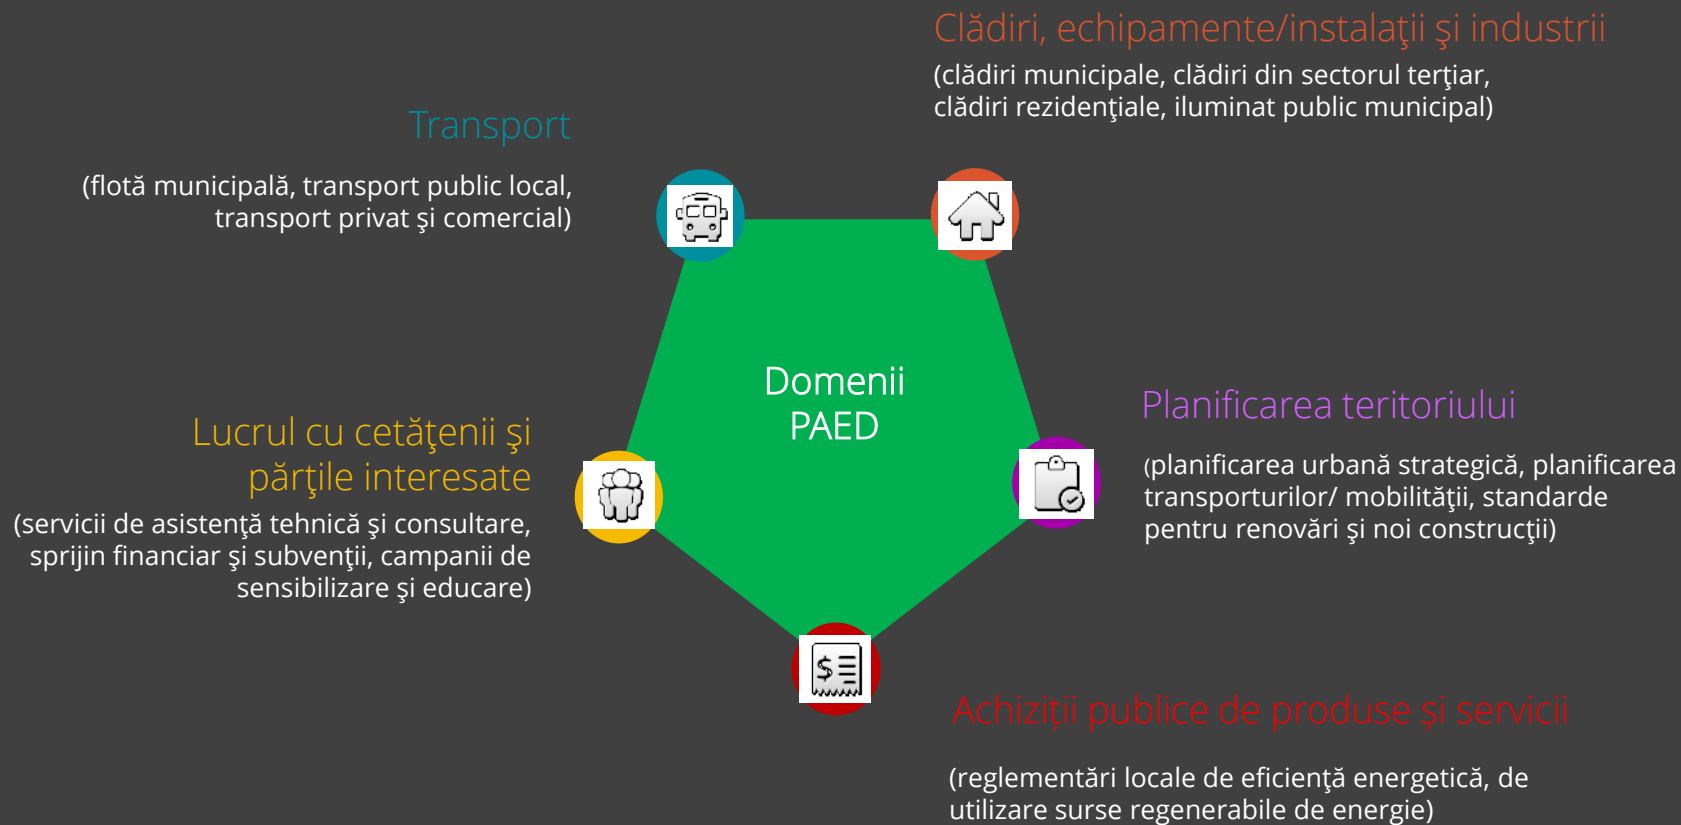 Clădiri, echipamente/instalaţii şi industrii
(clădiri municipale, clădiri din sectorul terţiar,
clădiri rezidenţiale, iluminat public municipal)
Transport
(flotă municipală, transport public local,
transport privat şi comercial)
Domenii
PAED
Planificarea teritoriului
(planificarea urbană strategică, planificarea
transporturilor/ mobilităţii, standarde
pentru renovări şi noi construcţii)
Lucrul cu cetăţenii şi
părţile interesate
(servicii de asistenţă tehnică şi consultare,
sprijin financiar şi subvenţii, campanii de
sensibilizare şi educare)
$
Achiziții publice de produse și servicii
(reglementări locale de eficienţă energetică, de
utilizare surse regenerabile de energie)